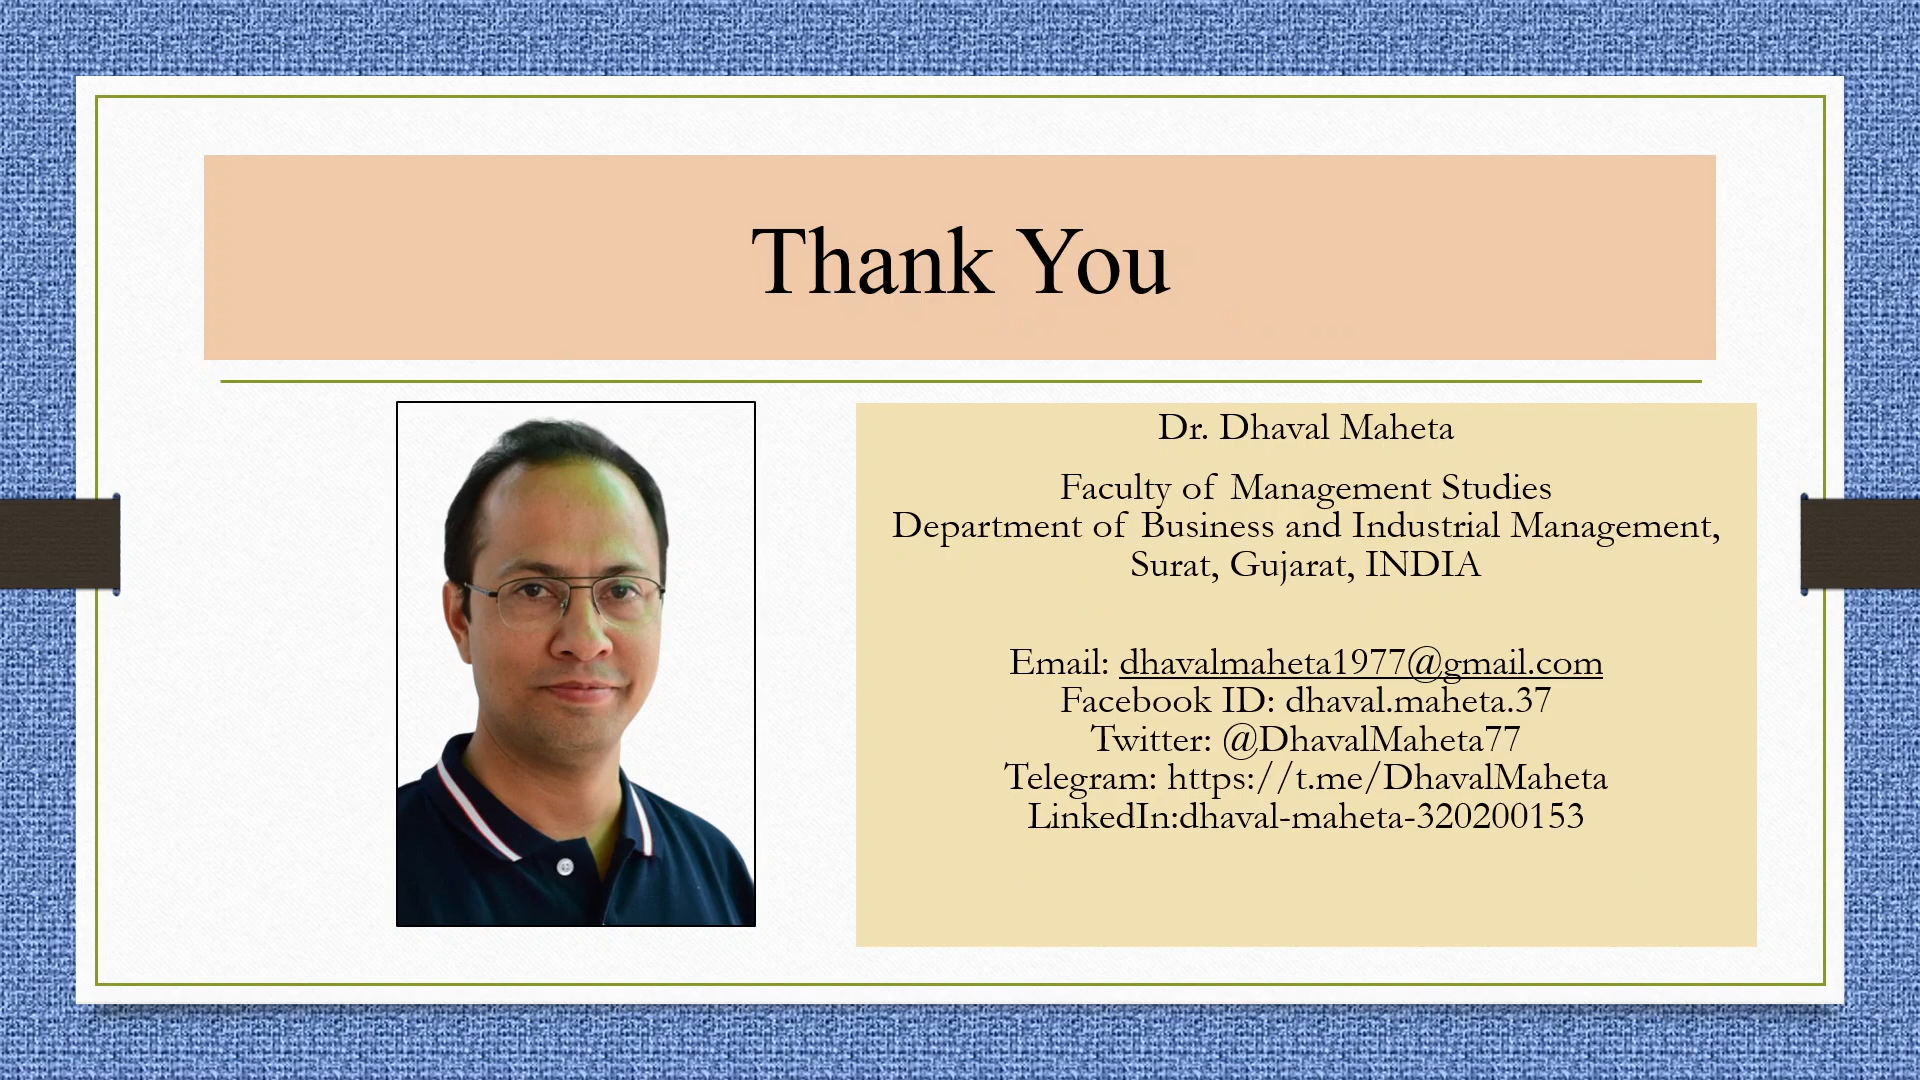 Thank You
Dr. Dhaval Maheta
Faculty of Management Studies
Department of Business and Industrial Management,
Surat, Gujarat, INDIA
Email: dhavalmaheta1977@gmail.com
Facebook ID: dhaval.maheta.37
Twitter: @DhavalMaheta77
Telegram: https://t.me/DhavalMaheta
LinkedIn:dhaval-maheta-320200153